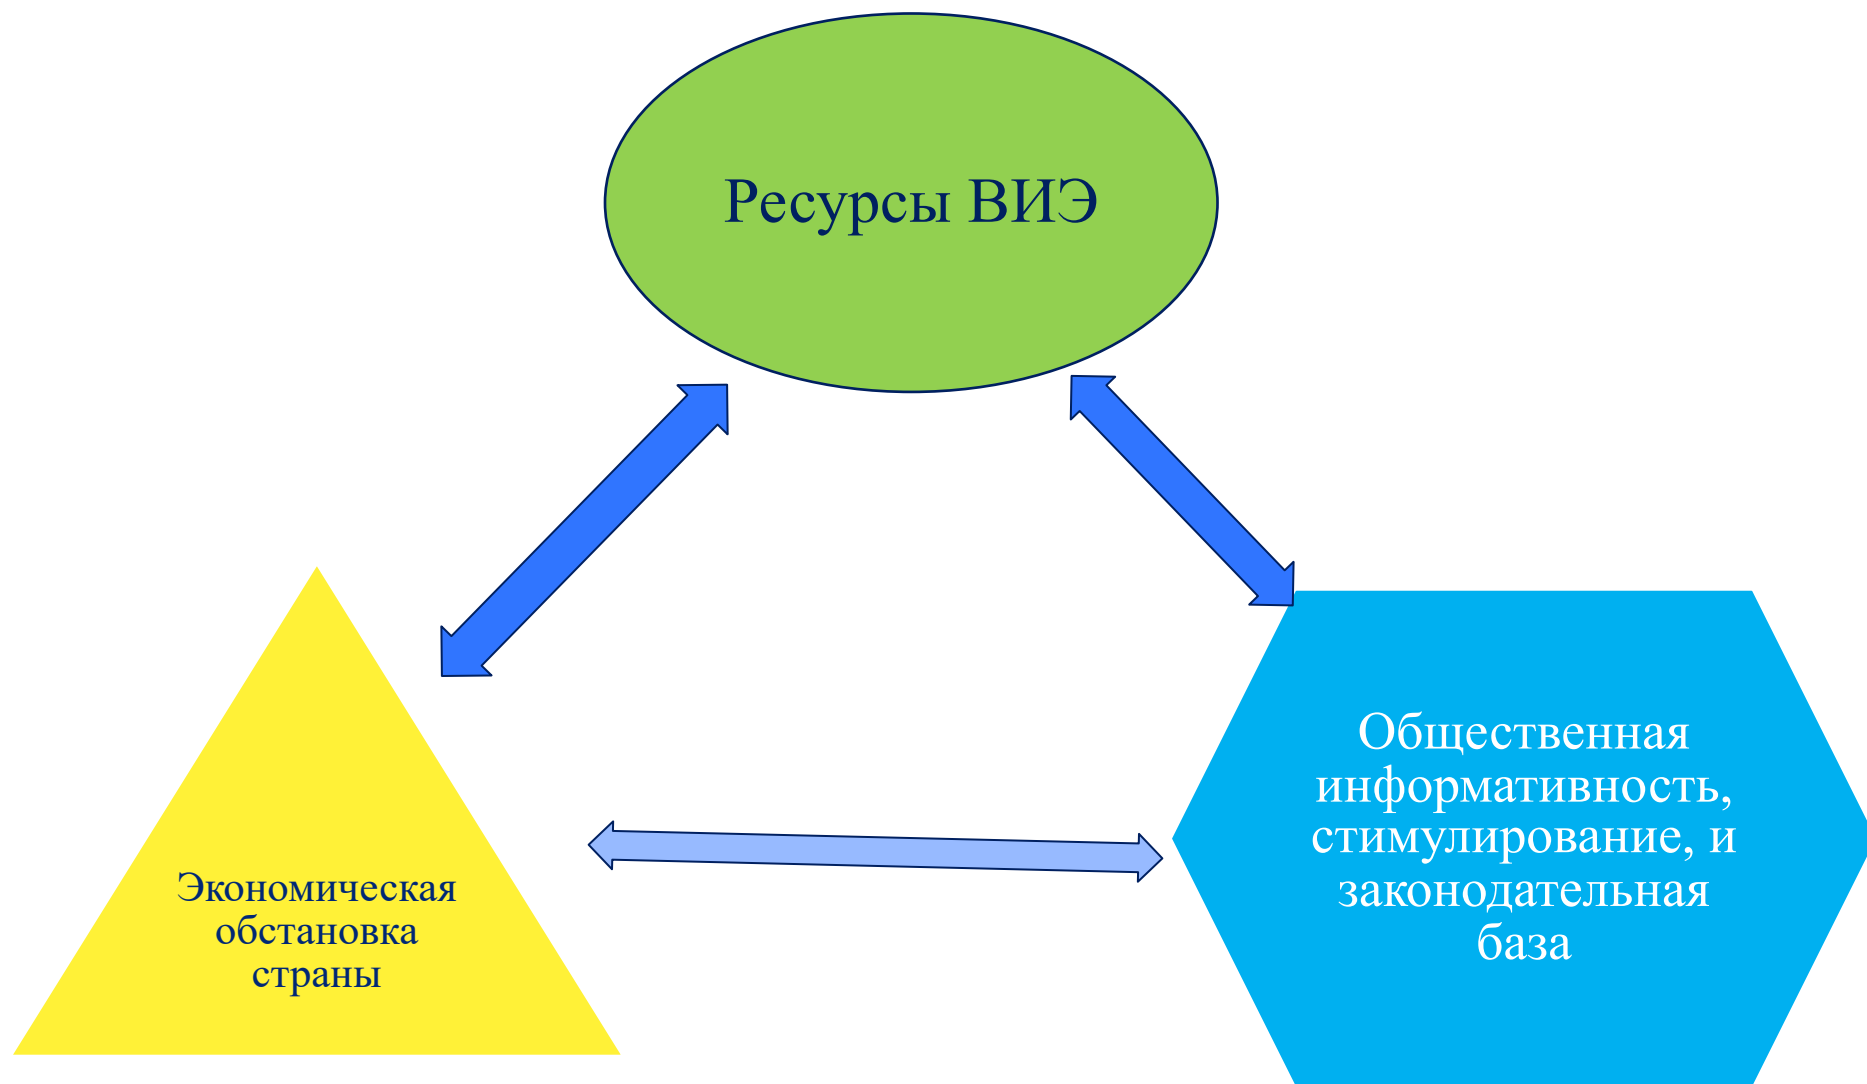 Ресурсы ВИЭ
Экономическая
обстановка
страны
Общественная
информативность,
стимулирование, и
законодательная
база